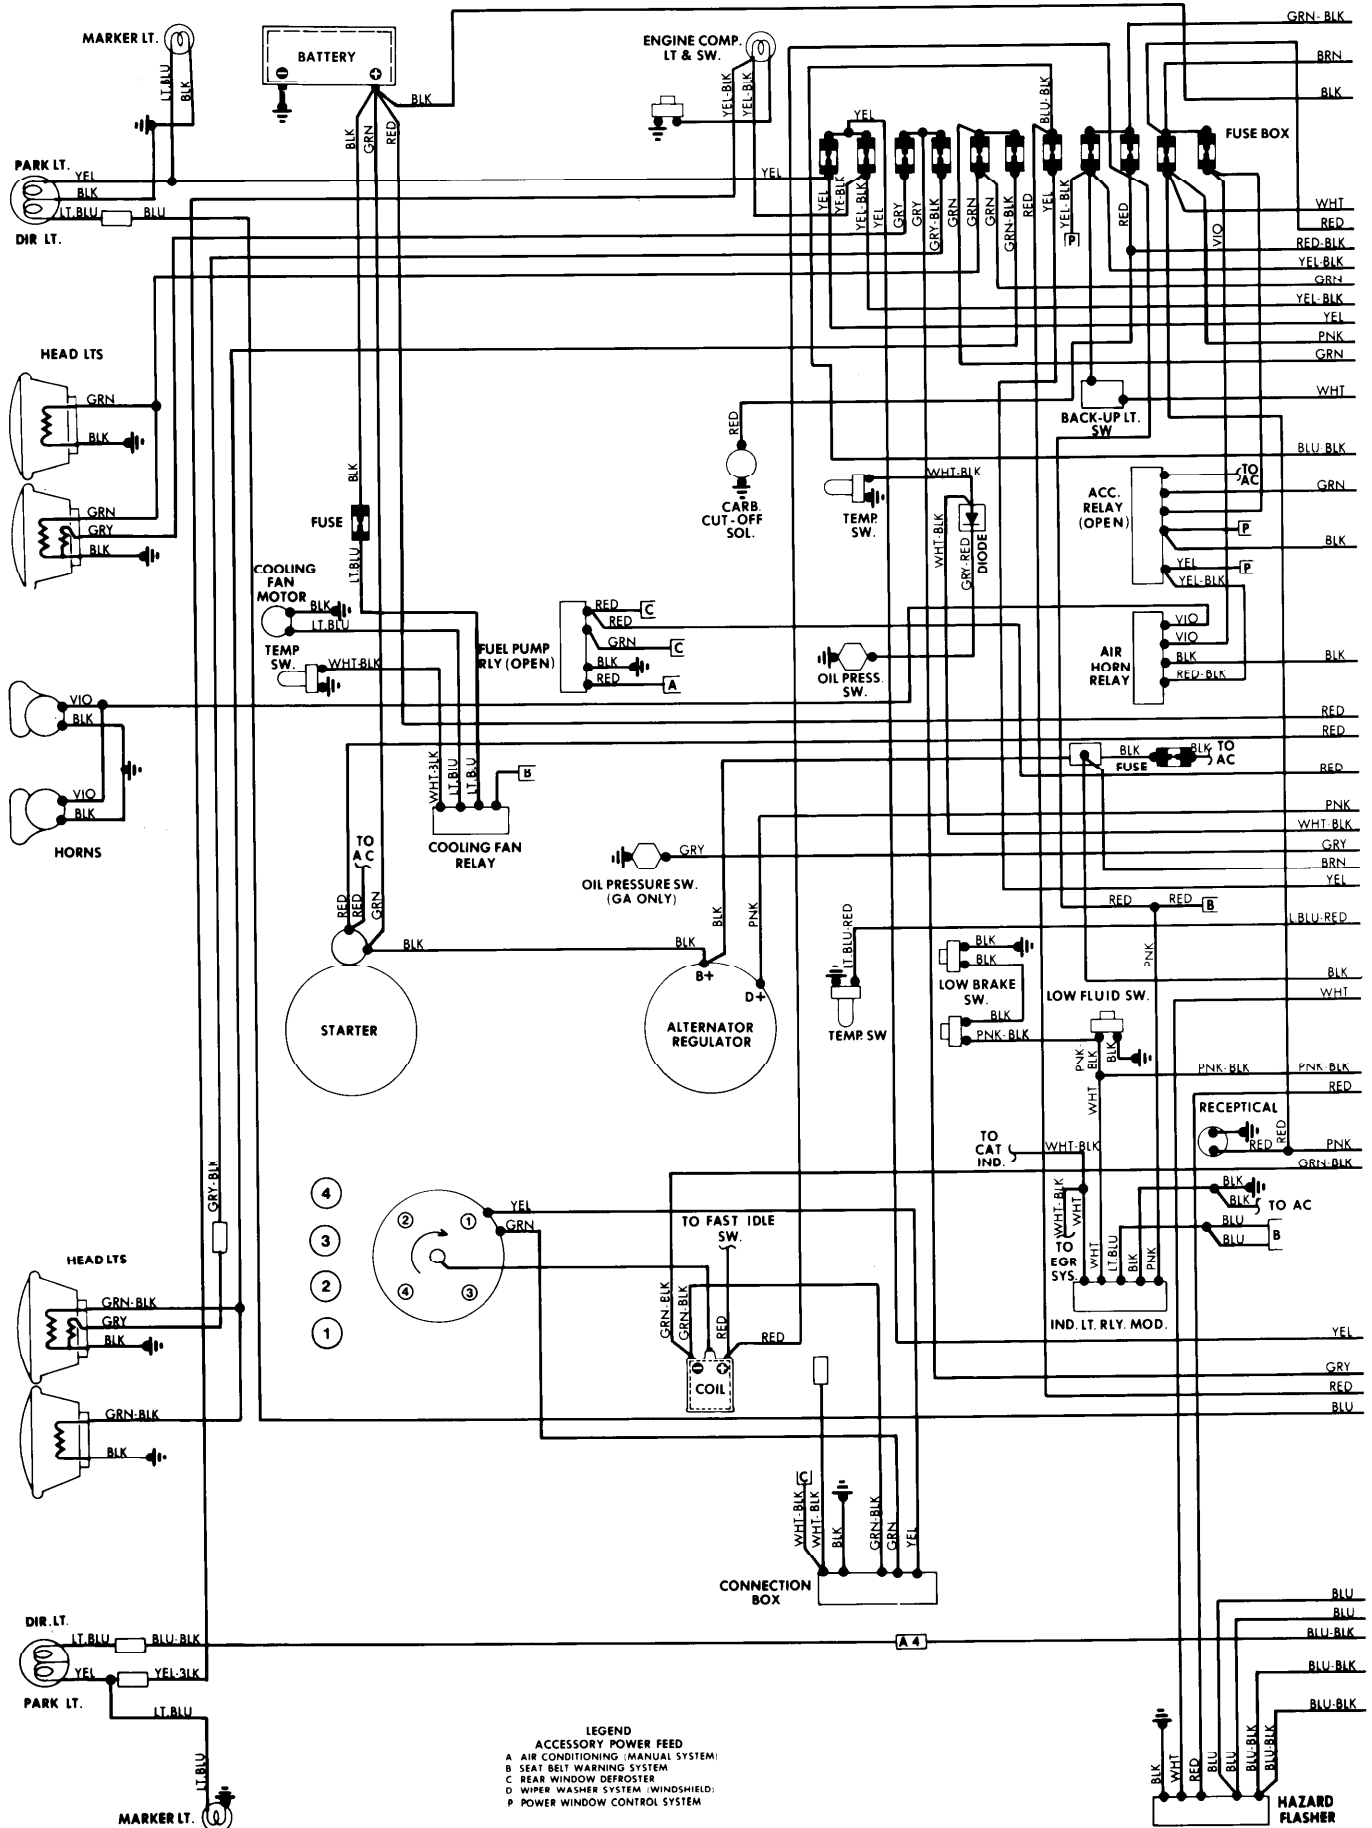 GRN-BLK
MARKER LT.
BATTERY
ENGINE COMP.
LT & SW.
BRN
BLK
BLK
LT.BLU
BLK
BLK
GRN
RED
YEL-BLK
YEL-BLK
BLU-BLK
YEL
FUSE BOX
PARK LT.
YEL
BLK
LT.BLU
BLU
DIR LT.
YEL
YEL
YE-BLK
YEL-BLK
YEL
GRY
GRY-BLK
GRN
GRN
GRN-BLK
RED
YEL
YEL-BLK
P
RED
VIO
WHT
RED
RED-BLK
YEL-BLK
GRN
YEL-BLK
YEL
PNK
GRN
WHT
HEAD LTS
GRN
BLK
GRN
GRY
BLK
BACK-UP LT.
SW
BLU-BLK
RED
CARB.
CUT-OFF
SOL.
WHT-BLK
TEMP.
SW.
WHT-BLK
GRY-RED
DIODE
ACC.
RELAY
(OPEN)
TO
AC
GRN
P
BLK
YEL
P
YEL-BLK
BLK
FUSE
LT.BLU
COOLING
FAN
MOTOR
BLK
LT.BLU
TEMP
SW.
WHT-BLK
FUEL PUMP
RLY (OPEN)
RED
C
RED
GRN
C
BLK
RED
A
OIL PRESS.
SW.
AIR
HORN
RELAY
VIO
VIO
BLK
RED-BLK
BLK
VIO
BLK
VIO
BLK
HORNS
RED
RED
BLK
FUSE
BLK
TO
AC
RED
WHT-BLK
LT.BLU
LT.BLU
B
COOLING FAN
RELAY
PNK
WHT-BLK
GRY
BRN
YEL
TO
A C
RED
RED
GRN
OIL PRESSURE SW.
(GA ONLY)
GRY
BLK
PNK
RED
RED
B
L.BLU-RED
BLK
BLK
B+
D+
STARTER
ALTERNATOR
REGULATOR
LT.BLU-RED
TEMP. SW
BLK
BLK
LOW BRAKE
SW.
BLK
PNK-BLK
PNK
LOW FLUID SW.
PNK-
BLK
BLK
WHT
BLK
WHT
PNK-BLK
PNK-BLK
RED
RECEPTICAL
RED
RED
PNK
GRN-BLK
TO
CAT
IND.
WHT-BLK
WHT-BLK
WHT
TO
EGR
SYS.
WHT
LT.BLU
BLK
PNK
BLK
BLK
TO AC
BLU
BLU
B
IND. LT. RLY. MOD.
GRY-BLK
4
3
2
1
2
1
4
3
YEL
GRN
TO FAST IDLE
SW.
GRN-BLK
GRN-BLK
RED
RED
COIL
YEL
GRY
RED
BLU
HEAD LTS
GRN-BLK
GRY
BLK
GRN-BLK
BLK
C
WHT-BLK
WHT-BLK
BLK
GRN-BLK
GRN
YEL
CONNECTION
BOX
DIR. LT.
LT.BLU
BLU-BLK
YEL
YEL-BLK
PARK LT.
LT.BLU
LT.BLU
MARKER LT.
A 4
BLU
BLU
BLU-BLK
BLU-BLK
BLU-BLK
BLK
WHT
RED
BLU
BLU
BLU-BLK
BLU-BLK
HAZARD
FLASHER
LEGEND
ACCESSORY POWER FEED
A AIR CONDITIONING (MANUAL SYSTEM)
B SEAT BELT WARNING SYSTEM
C REAR WINDOW DEFROSTER
D WIPER WASHER SYSTEM (WINDSHIELD)
P POWER WINDOW CONTROL SYSTEM